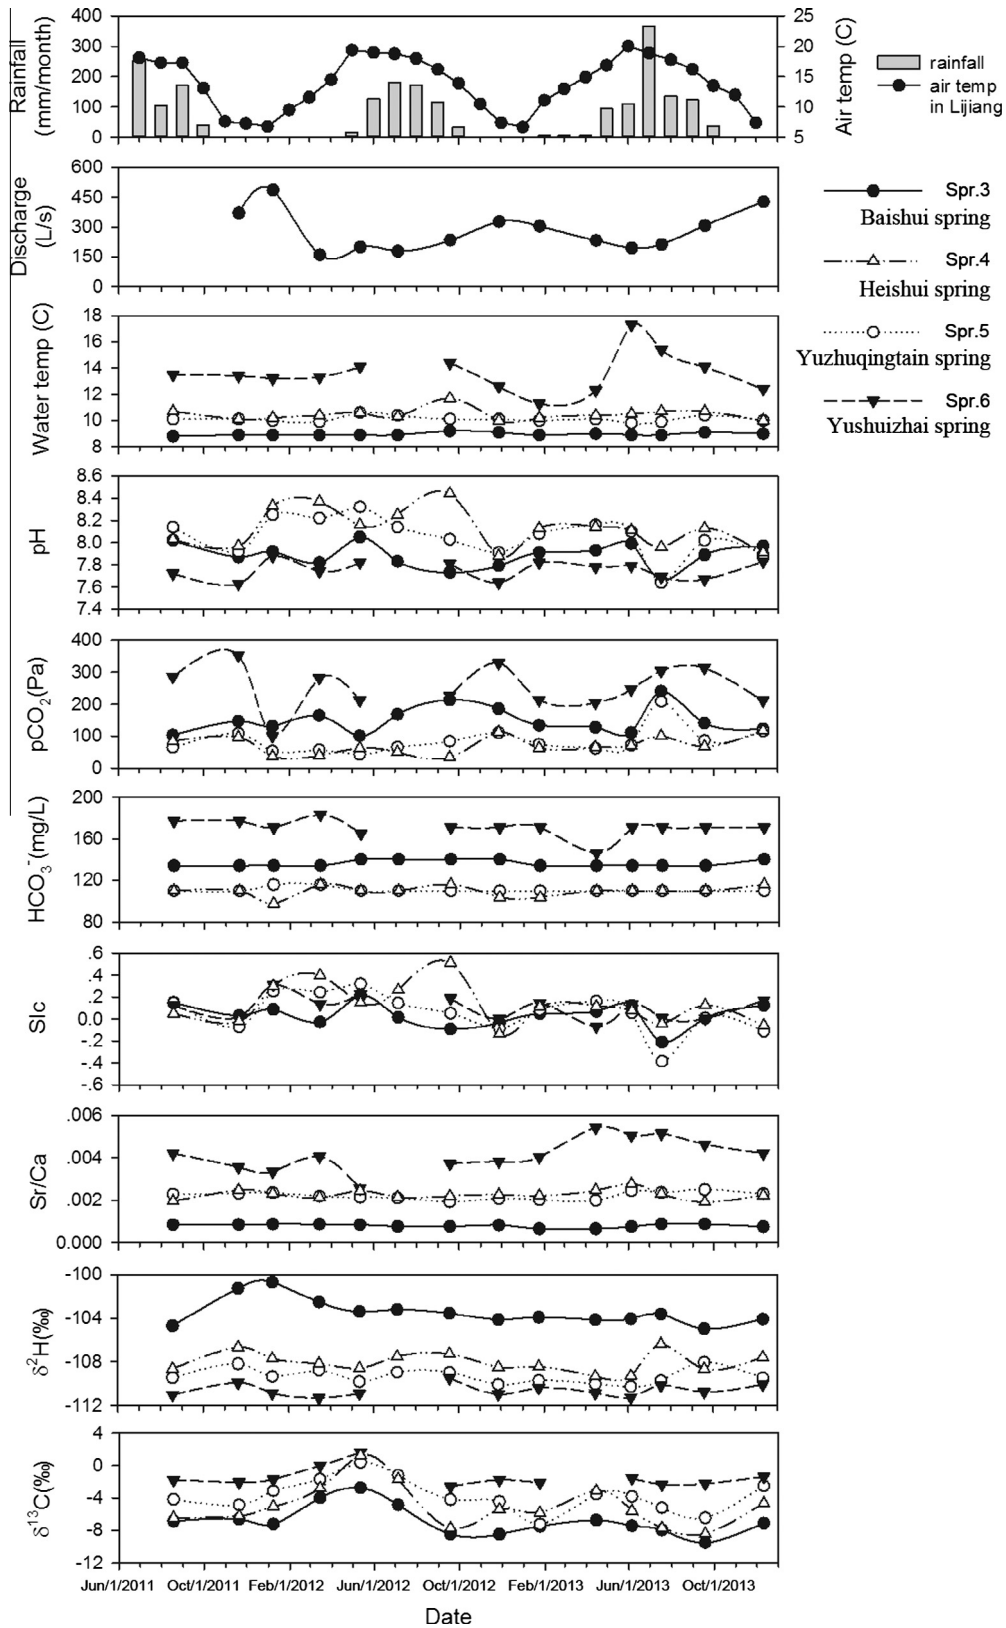 Rainfall
(mm/month)
400
300
200
100
0
25
20
15
10
5
Air temp (C)
rainfall
air temp
in Lijiang
Discharge
(L/s)
600
450
300
150
0
Spr.3
Baishui spring
Spr.4
Heishui spring
Spr.5
Yuzhuqingtain spring
Spr.6
Yushuizhai spring
Water temp (C)
18
16
14
12
10
8
pH
8.6
8.4
8.2
8.0
7.8
7.6
7.4
pCO2(Pa)
400
300
200
100
0
HCO3-(mg/L)
200
160
120
80
SIc
.6
.4
.2
0.0
-.2
-.4
-.6
Sr/Ca
.006
.004
.002
0.000
δ2H(‰)
-100
-104
-108
-112
δ13C(‰)
4
0
-4
-8
-12
Jun/1/2011 Oct/1/2011 Feb/1/2012 Jun/1/2012 Oct/1/2012 Feb/1/2013 Jun/1/2013 Oct/1/2013
Date